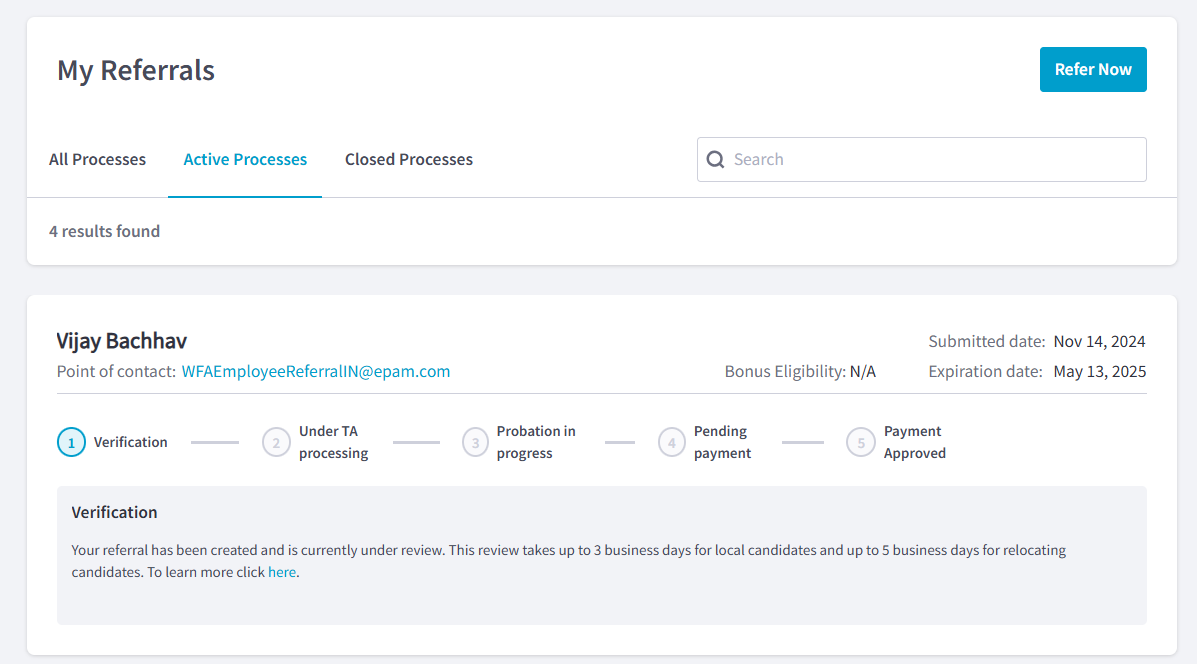 My Referrals
Refer Now
All Processes
Active Processes
Closed Processes
Search
4 results found
Vijay Bachhav
Submitted date: Nov 14, 2024
Point of contact: WFAEmployeeReferralIN@epam.com
Bonus Eligibility: N/A
Expiration date: May 13, 2025
1 Verification
2 Under TA
processing
3 Probation in
progress
4 Pending
payment
5 Payment
Approved
Verification
Your referral has been created and is currently under review. This review takes up to 3 business days for local candidates and up to 5 business days for relocating
candidates. To learn more click here.